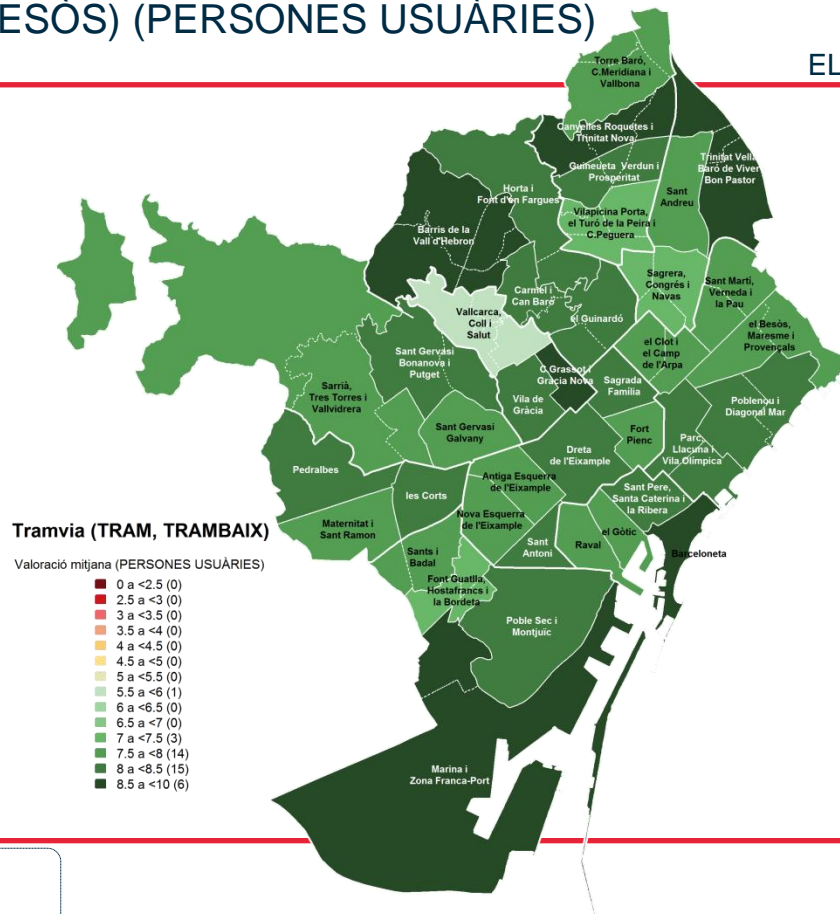 ESÒS) (PERSONES USUÀRIES)
EL
Torre Baró,
C.Meridiana i
Vallbona
Canyelles Roquetes i
Trinitat Nova
Trinitat Vella
Baró de Viver
Bon Pastor
Guineueta Verdun i
Prosperitat
Sant
Andreu
Horta i
Font d'en Fargues
Vilapicina Porta,
el Turó de la Peira i
C.Peguera
Barris de la
Vall d'Hebron
Sagrera,
Congrés i
Navas
Sant Martí,
Verneda i
la Pau
Carmel i
Can Baró
Vallcarca,
Coll i
Salut
el Guinardó
el Besòs,
Maresme i
Provençals
el Clot i
el Camp
de l'Arpa
Sant Gervasi
Bonanova i
Putget
C.Grassot i
Gràcia Nova
Sagrada
Família
Sarrià,
Tres Torres i
Vallvidrera
Vila de
Gràcia
Poblenou i
Diagonal Mar
Sant Gervasi
Galvany
Fort
Pienc
Parc,
Llacuna i
Vila Olímpica
Dreta
de l'Eixample
Pedralbes
Antiga Esquerra
de l'Eixample
les Corts
Sant Pere,
Santa Caterina i
la Ribera
Maternitat i
Sant Ramon
Nova Esquerra
de l'Eixample
el Gòtic
Sant
Antoni
Raval
Barceloneta
Sants i
Badal
Font Guatlla,
Hostafrancs i
la Bordeta
Poble Sec i
Montjuïc
Marina i
Zona Franca-Port
Tramvia (TRAM, TRAMBAIX)
Valoració mitjana (PERSONES USUÀRIES)
0 a <2.5 (0)
2.5 a <3 (0)
3 a <3.5 (0)
3.5 a <4 (0)
4 a <4.5 (0)
4.5 a <5 (0)
5 a <5.5 (0)
5.5 a <6 (1)
6 a <6.5 (0)
6.5 a <7 (0)
7 a <7.5 (3)
7.5 a <8 (14)
8 a <8.5 (15)
8.5 a <10 (6)